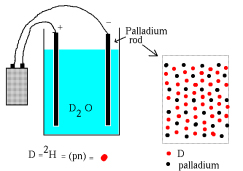 +
−
Palladium
rod
D₂O
D = ²H = (pn) =
D
palladium